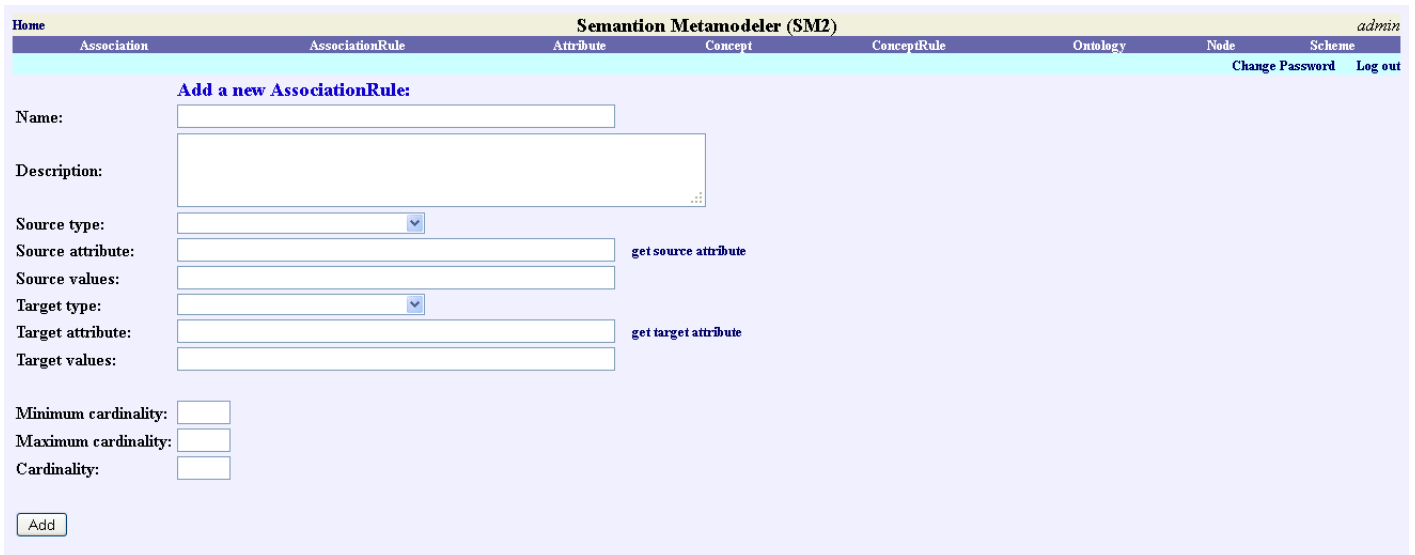 Home Semantion Metamodeler (SM2) admin
Association AssociationRule Attribute Concept ConceptRule Ontology Node Scheme
Change Password Log out
Add a new AssociationRule:
Name:
Description:
Source type:
Source attribute: get source attribute
Source values:
Target type:
Target attribute: get target attribute
Target values:
Minimum cardinality:
Maximum cardinality:
Cardinality:
Add